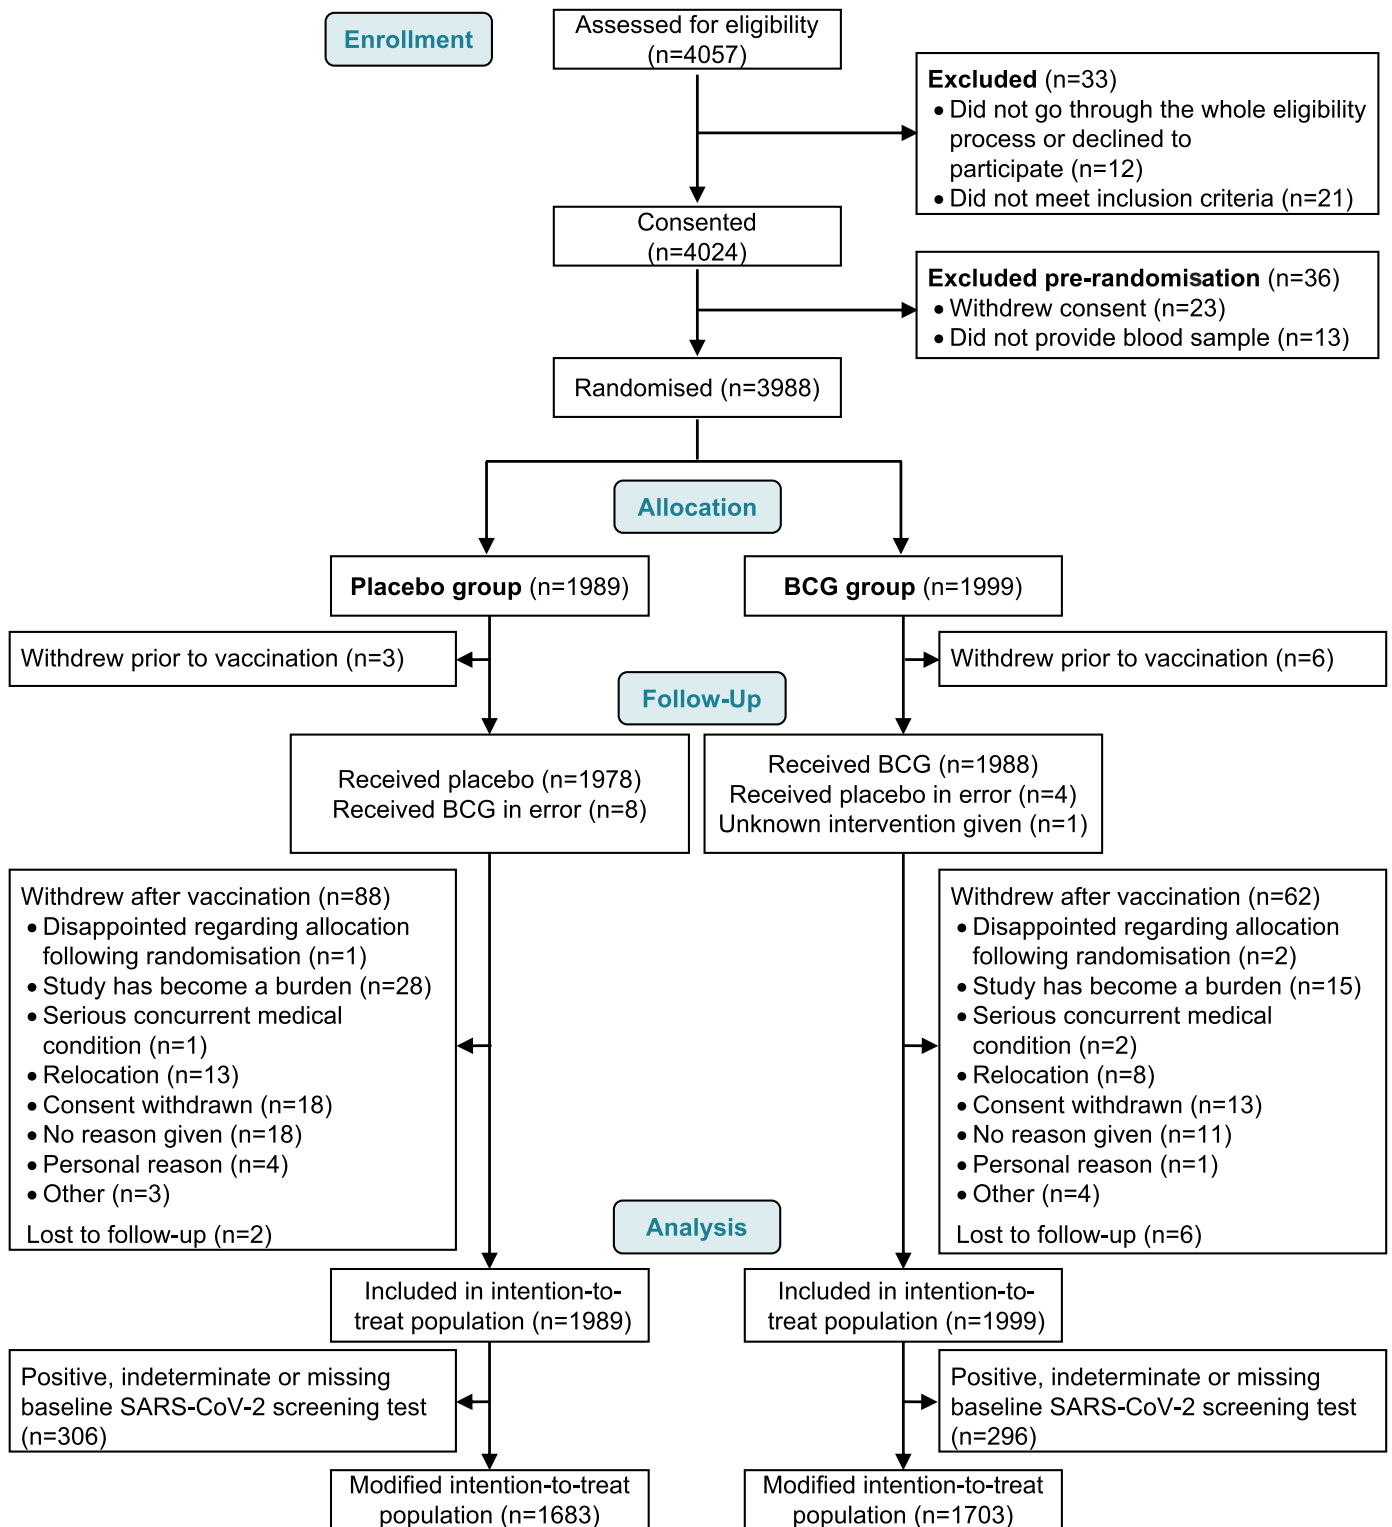 Enrollment
Assessed for eligibility
(n=4057)
Excluded (n=33)
• Did not go through the whole eligibility
process or declined to
participate (n=12)
• Did not meet inclusion criteria (n=21)
Consented
(n=4024)
Excluded pre-randomisation (n=36)
• Withdrew consent (n=23)
• Did not provide blood sample (n=13)
Randomised (n=3988)
Allocation
Placebo group (n=1989)
BCG group (n=1999)
Withdrew prior to vaccination (n=3)
Withdrew prior to vaccination (n=6)
Follow-Up
Received placebo (n=1978)
Received BCG in error (n=8)
Received BCG (n=1988)
Received placebo in error (n=4)
Unknown intervention given (n=1)
Withdrew after vaccination (n=88)
• Disappointed regarding allocation
following randomisation (n=1)
• Study has become a burden (n=28)
• Serious concurrent medical
condition (n=1)
• Relocation (n=13)
• Consent withdrawn (n=18)
• No reason given (n=18)
• Personal reason (n=4)
• Other (n=3)
Lost to follow-up (n=2)
Withdrew after vaccination (n=62)
• Disappointed regarding allocation
following randomisation (n=2)
• Study has become a burden (n=15)
• Serious concurrent medical
condition (n=2)
• Relocation (n=8)
• Consent withdrawn (n=13)
• No reason given (n=11)
• Personal reason (n=1)
• Other (n=4)
Lost to follow-up (n=6)
Analysis
Included in intention-to-
treat population (n=1989)
Included in intention-to-
treat population (n=1999)
Positive, indeterminate or missing
baseline SARS-CoV-2 screening test
(n=306)
Positive, indeterminate or missing
baseline SARS-CoV-2 screening test
(n=296)
Modified intention-to-treat
population (n=1683)
Modified intention-to-treat
population (n=1703)